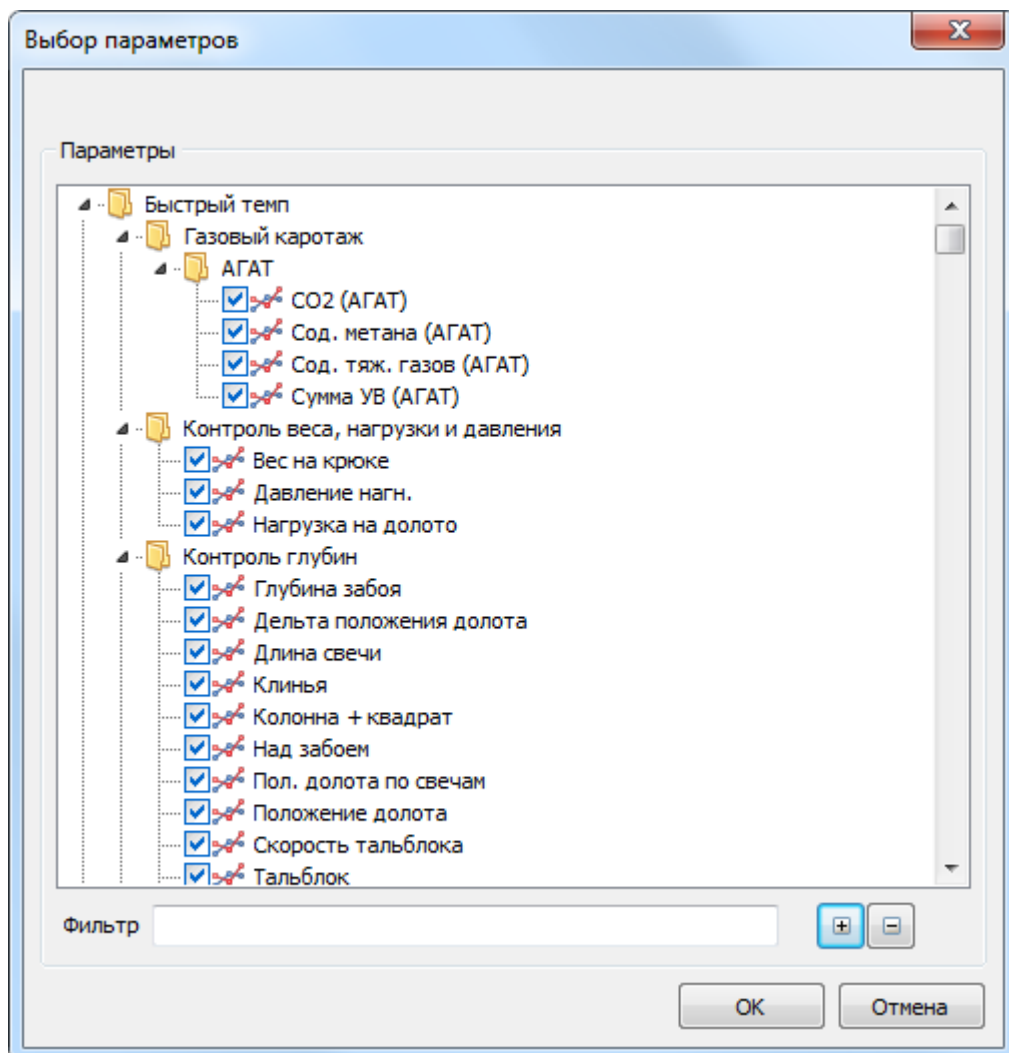 Выбор параметров
Параметры
Быстрый темп
Газовый каротаж
АГАТ
CO2 (АГАТ)
Сод. метана (АГАТ)
Сод. тяж. газов (АГАТ)
Сумма УВ (АГАТ)
Контроль веса, нагрузки и давления
Вес на крюке
Давление нагн.
Нагрузка на долото
Контроль глубин
Глубина забоя
Дельта положения долота
Длина свечи
Клинья
Колонна + квадрат
Над забоем
Пол. долота по свечам
Положение долота
Скорость тальблока
Тальблок
Фильтр
ОК
Отмена